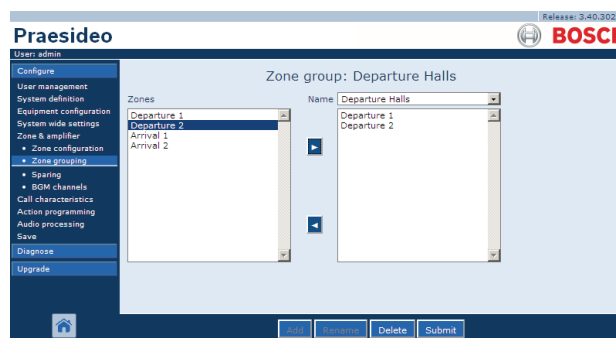 Release: 3.40.302
Praesideo
BOSCH
User: admin
Configure
User management
System definition
Equipment configuration
System wide settings
Zone & amplifier
• Zone configuration
• Zone grouping
• Sparing
• BGM channels
Call characteristics
Action programming
Audio processing
Save
Diagnose
Upgrade
Zone group: Departure Halls
Zones
Departure 1
Departure 2
Arrival 1
Arrival 2
Name
Departure Halls
Departure 1
Departure 2
Add
Rename
Delete
Submit